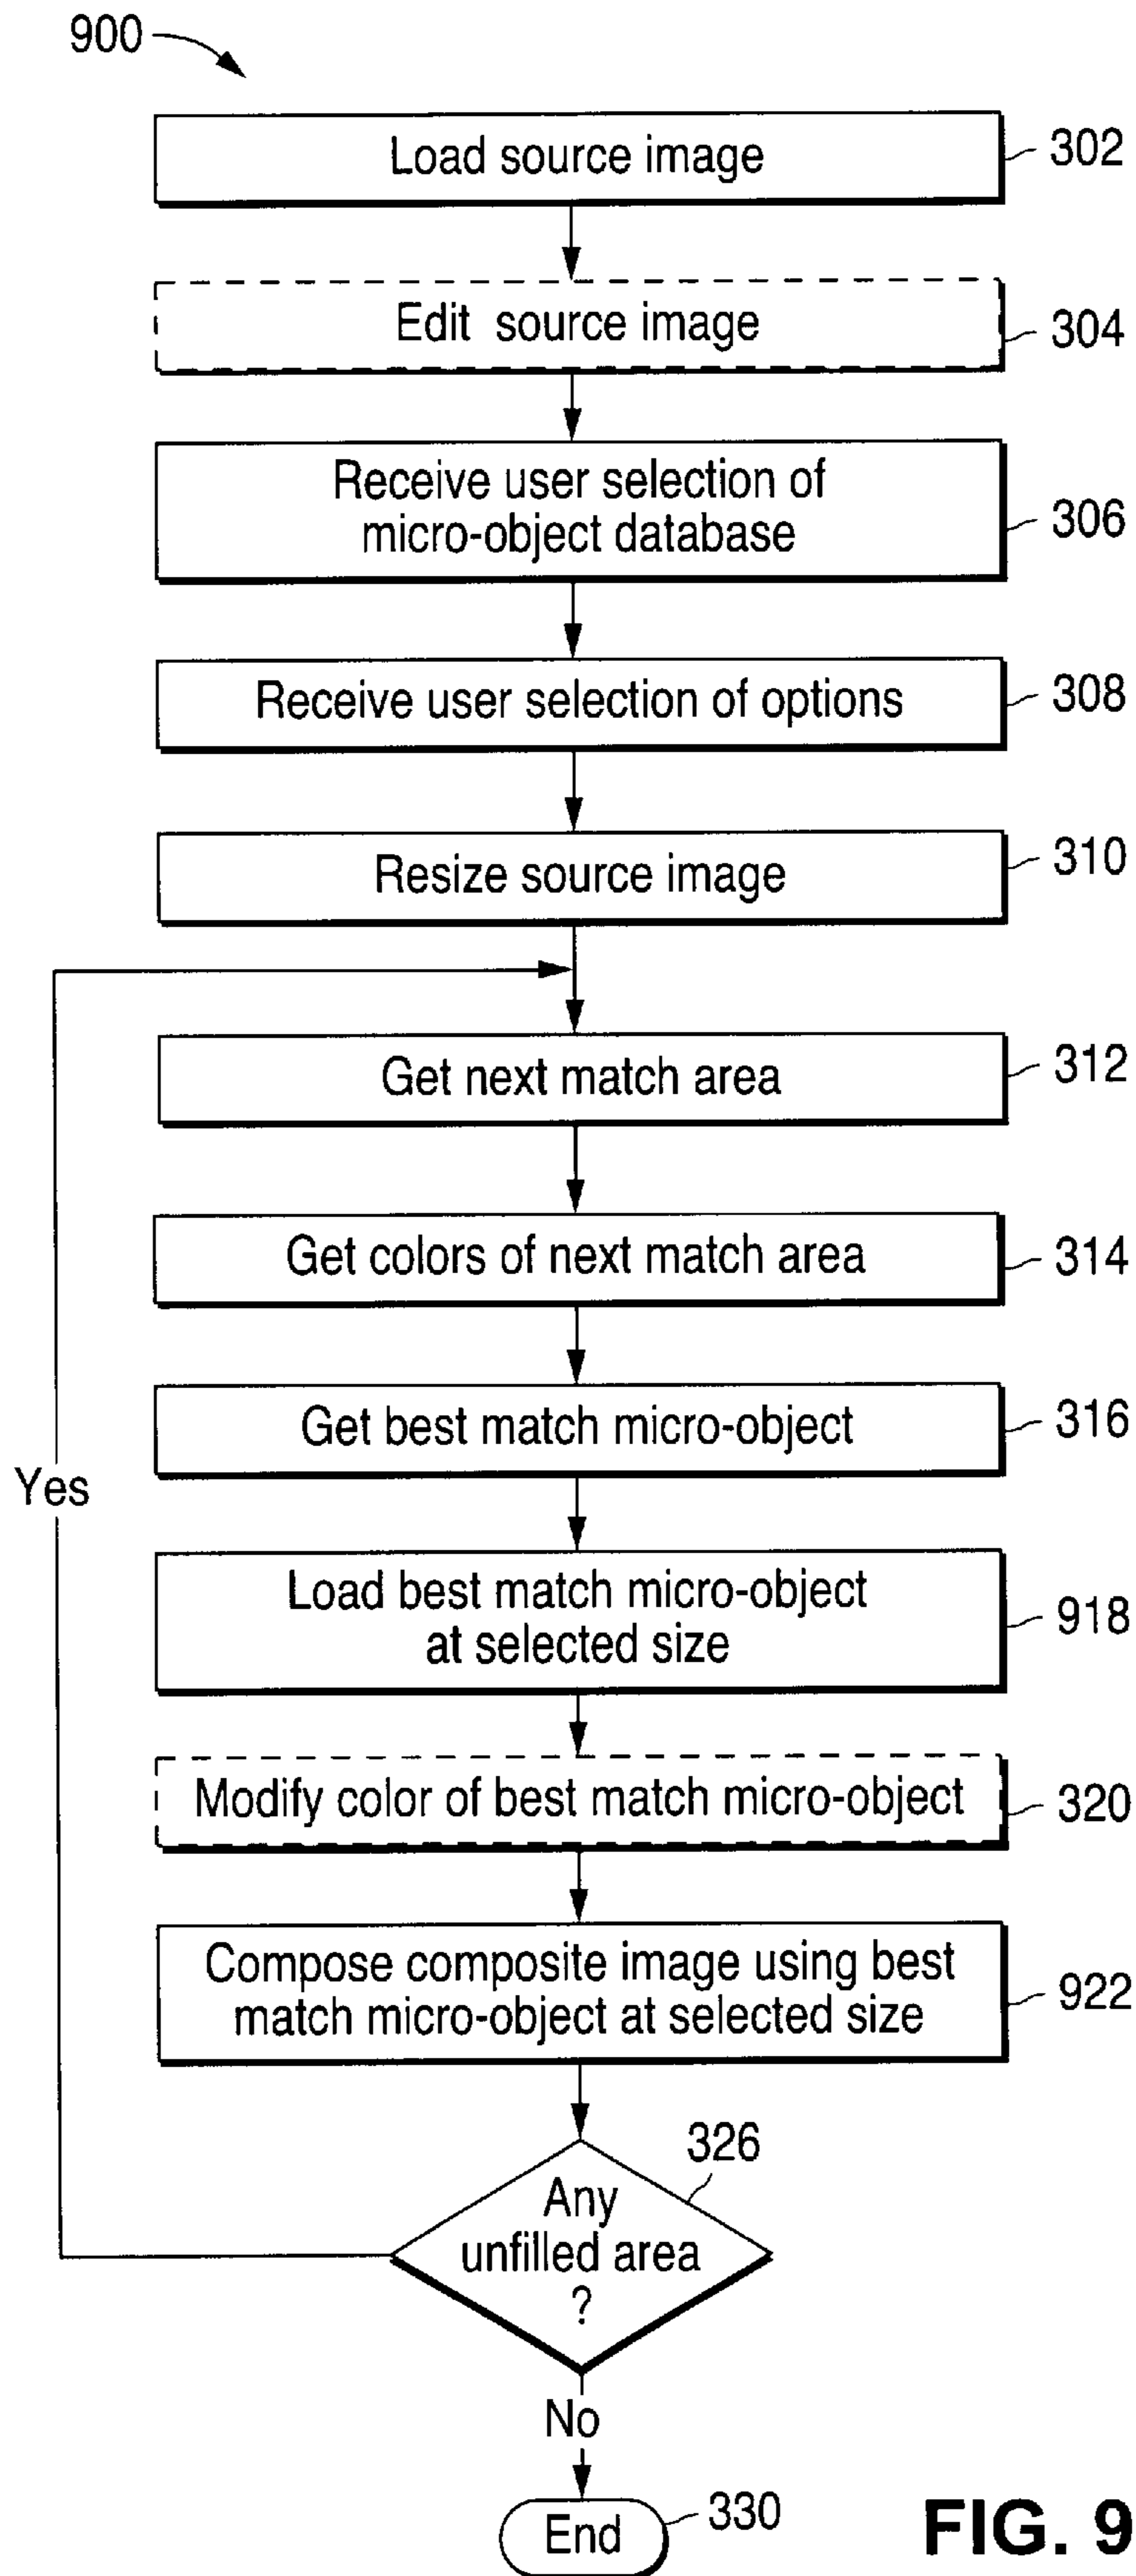 900
Load source image
302
Edit source image
304
Receive user selection of
micro-object database
306
Receive user selection of options
308
Resize source image
310
Get next match area
312
Get colors of next match area
314
Get best match micro-object
316
Yes
Load best match micro-object
at selected size
918
Modify color of best match micro-object
320
Compose composite image using best
match micro-object at selected size
922
326
Any
unfilled area
?
No
End
330
FIG. 9